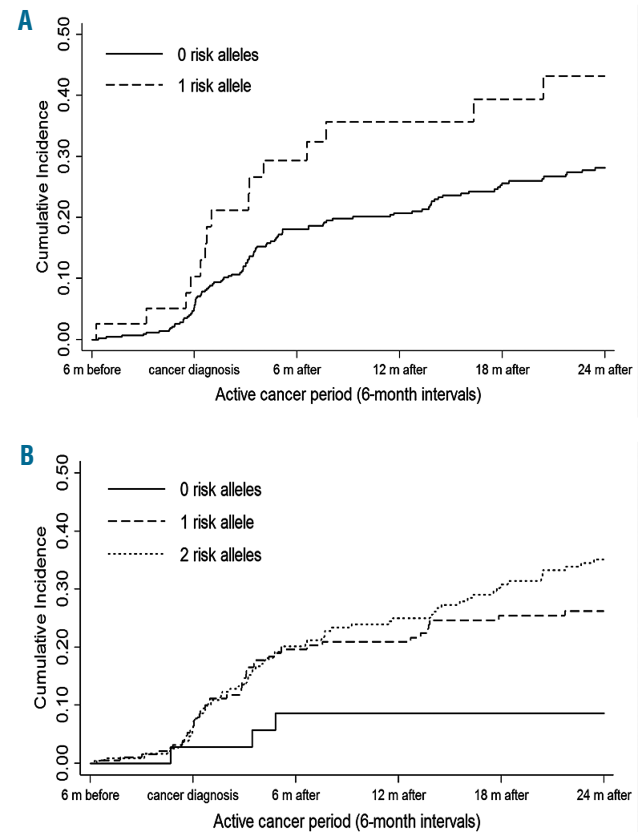 A
0 risk alleles
1 risk allele
Cumulative Incidence
0.50
0.40
0.30
0.20
0.10
0.00
6 m before
cancer diagnosis
6 m after
12 m after
18 m after
24 m after
Active cancer period (6-month intervals)
B
0 risk alleles
1 risk allele
2 risk alleles
Cumulative Incidence
0.50
0.40
0.30
0.20
0.10
0.00
6 m before
cancer diagnosis
6 m after
12 m after
18 m after
24 m after
Active cancer period (6-month intervals)